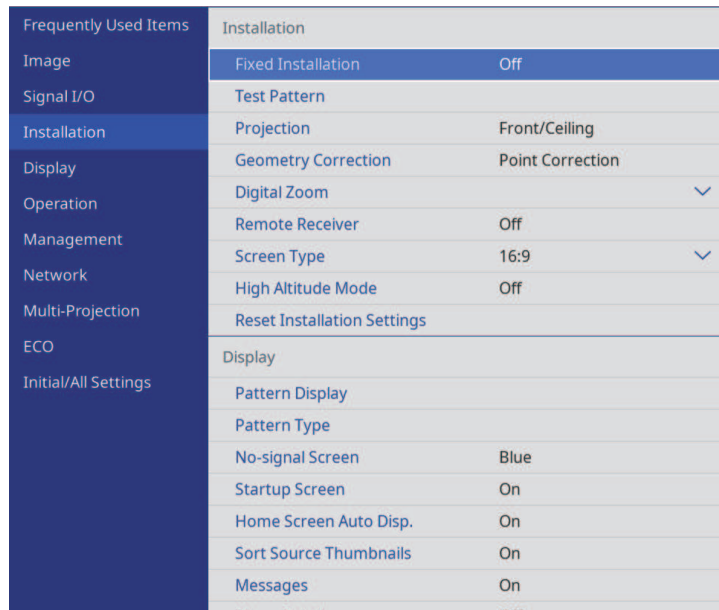 Frequently Used Items
Image
Signal I/O
Installation
Display
Operation
Management
Network
Multi-Projection
ECO
Initial/All Settings
Installation
Fixed Installation Off
Test Pattern
Projection Front/Ceiling
Geometry Correction Point Correction
Digital Zoom
Remote Receiver Off
Screen Type 16:9
High Altitude Mode Off
Reset Installation Settings
Display
Pattern Display
Pattern Type
No-signal Screen Blue
Startup Screen On
Home Screen Auto Disp. On
Sort Source Thumbnails On
Messages On